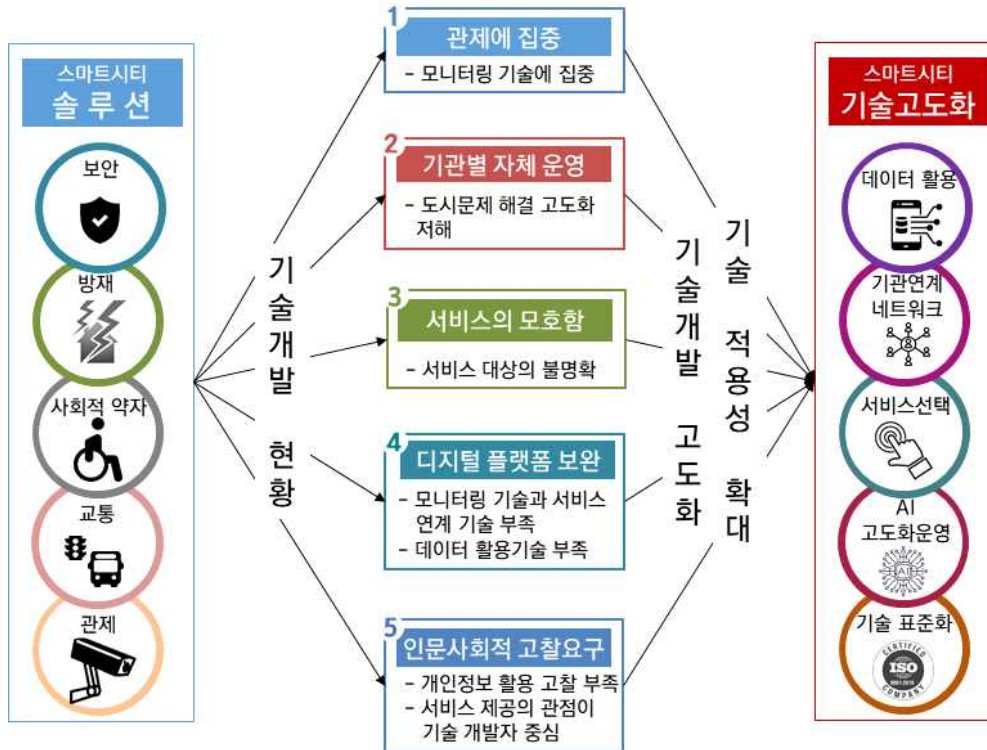 스마트시티
솔 루 션
보안
방재
사회적 약자
교통
관제
기술개발 현황
1
관제에 집중
- 모니터링 기술에 집중
2
기관별 자체 운영
- 도시문제 해결 고도화
저해
3
서비스의 모호함
- 서비스 대상의 불명확
4
디지털 플랫폼 보완
- 모니터링 기술과 서비스
연계 기술 부족
- 데이터 활용기술 부족
5
인문사회적 고찰요구
- 개인정보 활용 고찰 부족
- 서비스 제공의 관점이
기술 개발자 중심
기술개발 고도화
기술 적용성 확대
스마트시티
기술고도화
데이터 활용
기관연계
네트워크
서비스선택
AI
고도화운영
AI
기술 표준화
CERTIFIED
ISO
COMPANY